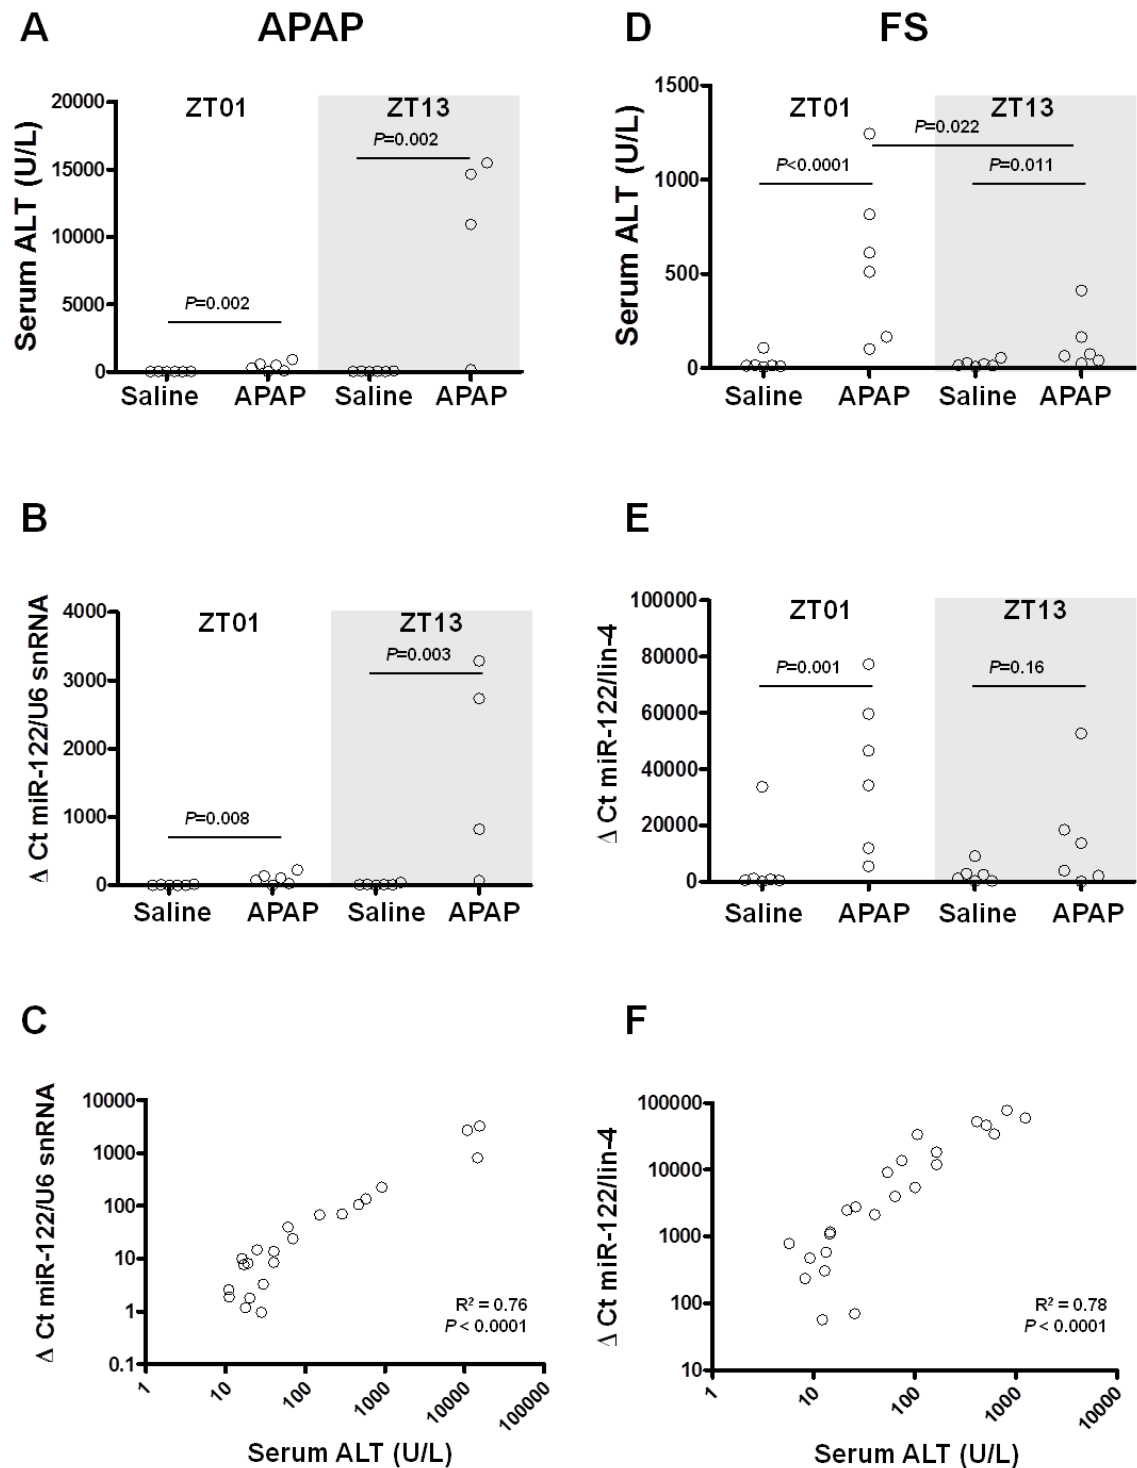 A APAP
D FS
Serum ALT (U/L)
20000
15000
10000
5000
0
ZT01
ZT13
P=0.002
P=0.002
Saline APAP Saline APAP
Serum ALT (U/L)
1500
1000
500
0
ZT01
ZT13
P=0.022
P<0.0001
P=0.011
Saline APAP Saline APAP
B
Δ Ct miR-122/U6 snRNA
4000
3000
2000
1000
0
ZT01
ZT13
P=0.003
P=0.008
Saline APAP Saline APAP
E
Δ Ct miR-122/lin-4
100000
80000
60000
40000
20000
0
ZT01
ZT13
P=0.001
P=0.16
Saline APAP Saline APAP
C
Δ Ct miR-122/U6 snRNA
10000
1000
100
10
1
0.1
R² = 0.76
P < 0.0001
1 10 100 1000 10000 100000
Serum ALT (U/L)
F
Δ Ct miR-122/lin-4
100000
10000
1000
100
10
R² = 0.78
P < 0.0001
1 10 100 1000 10000
Serum ALT (U/L)